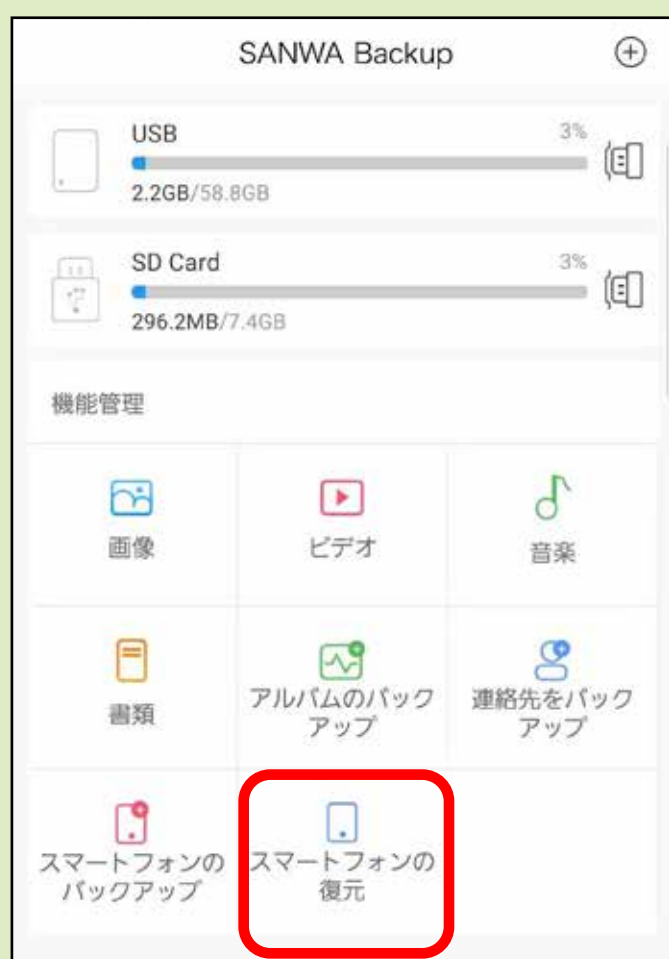 SANWA Backup
USB
3%
2.2GB/58.8GB
SD Card
3%
296.2MB/7.4GB
機能管理
画像
ビデオ
音楽
書類
アルバムのバック
アップ
連絡先をバック
アップ
スマートフォンの
バックアップ
スマートフォンの
復元